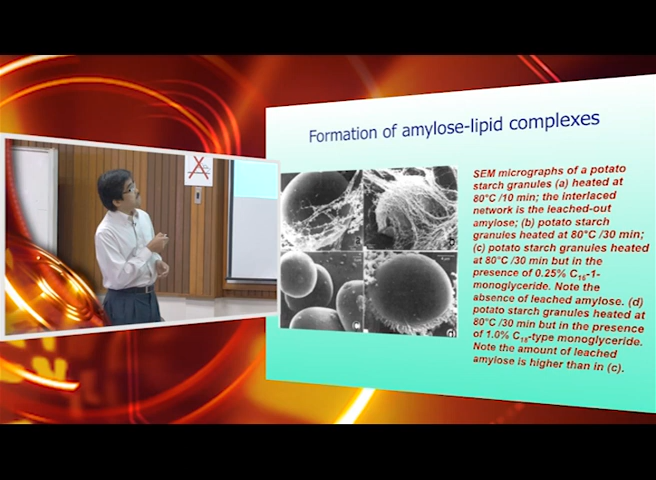 Formation of amylose-lipid complexes
SEM micrographs of a potato
starch granules (a) heated at
80°C /10 min; the interlaced
network is the leached-out
amylose; (b) potato starch
granules heated at 80°C /30 min;
(c) potato starch granules heated
at 80°C /30 min but in the
presence of 0.25% C16-1-
monoglyceride. Note the
absence of leached amylose. (d)
potato starch granules heated at
80°C /30 min but in the presence
of 1.0% C18-type monoglyceride.
Note the amount of leached
amylose is higher than in (c).